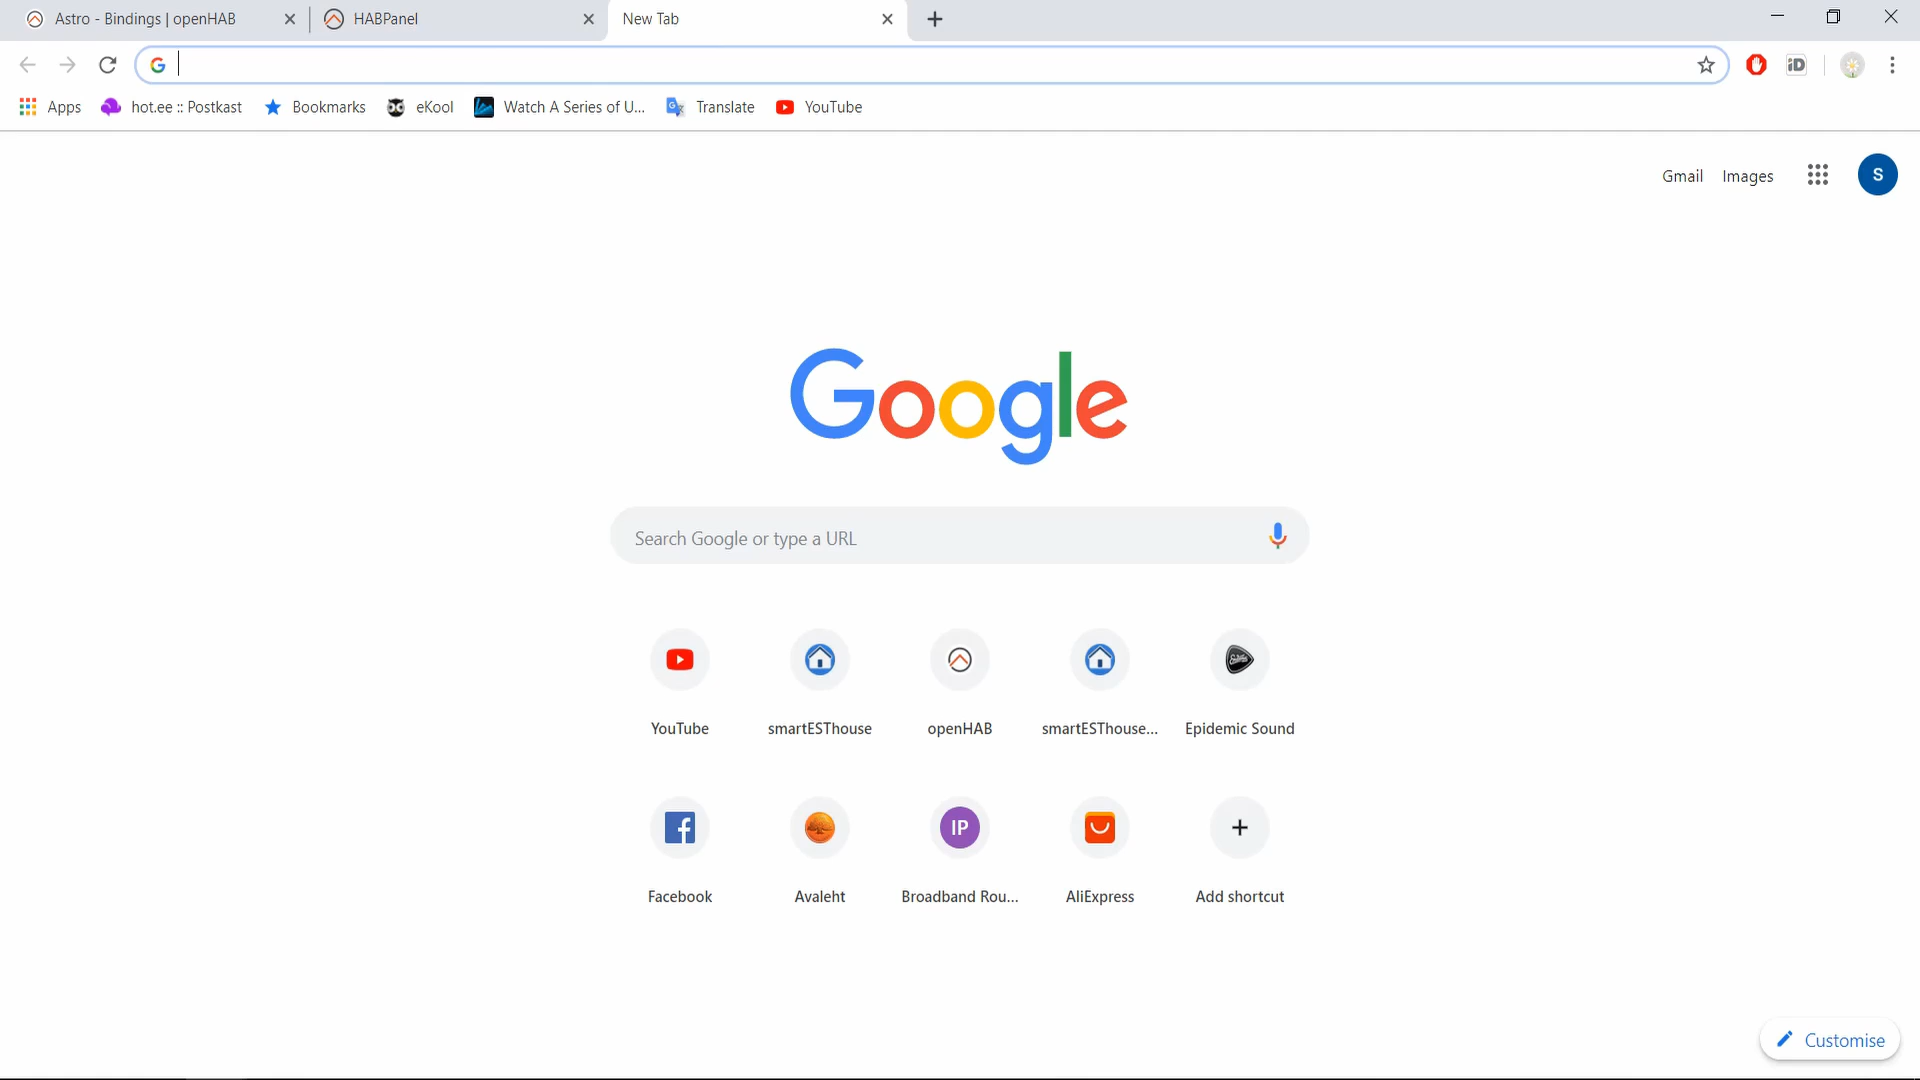 Astro - Bindings | openHAB
HABPanel
New Tab
Apps
hot.ee :: Postkast
Bookmarks
eKool
Watch A Series of U...
Translate
YouTube
Gmail
Images
S
Google
Search Google or type a URL
YouTube
smartESThouse
openHAB
smartESThouse...
Epidemic Sound
IP
Facebook
Avaleht
Broadband Rou...
AliExpress
Add shortcut
Customise